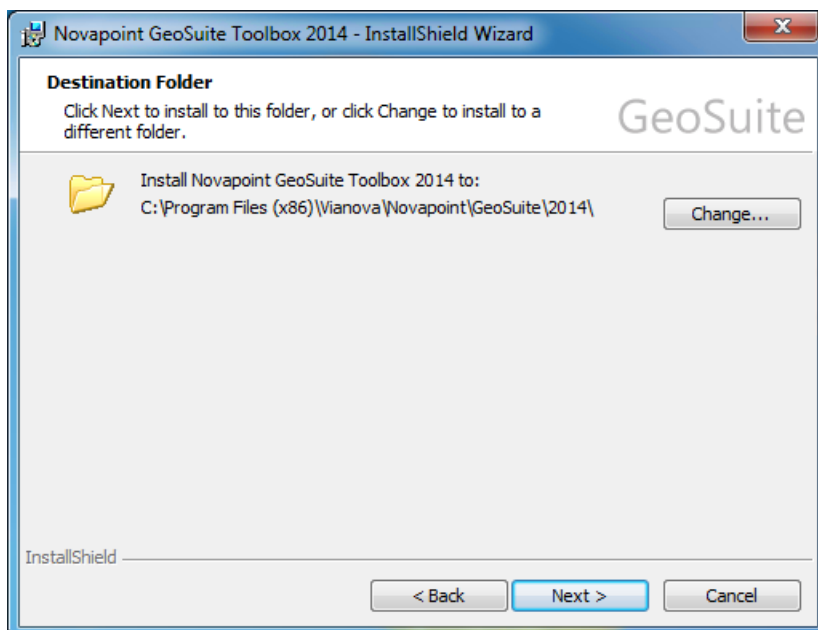 Novapoint GeoSuite Toolbox 2014 - InstallShield Wizard
Destination Folder
Click Next to install to this folder, or click Change to install to a
different folder.
GeoSuite
Install Novapoint GeoSuite Toolbox 2014 to:
C:\Program Files (x86)\Vianova\Novapoint\GeoSuite\2014\
Change...
InstallShield
< Back
Next >
Cancel